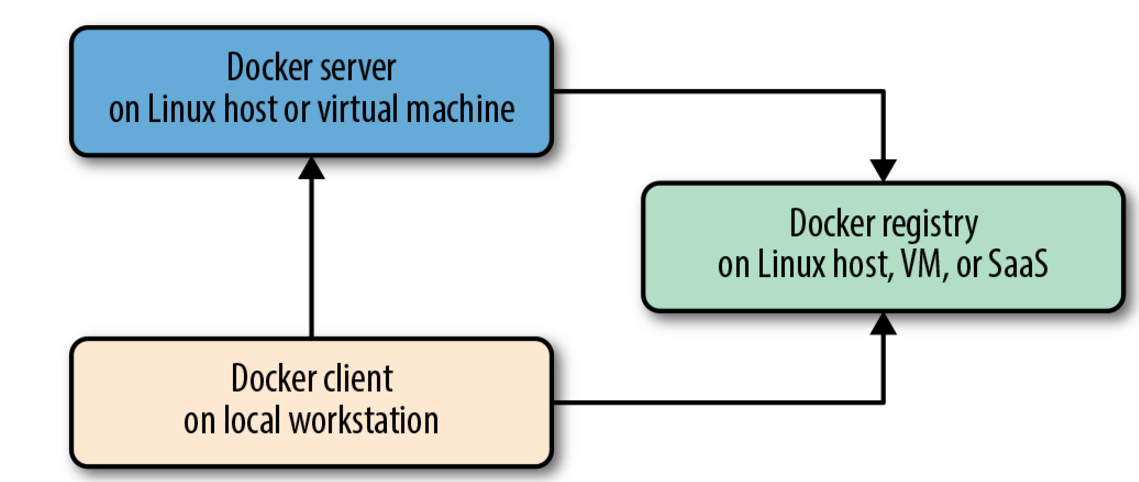 Docker server
on Linux host or virtual machine
Docker registry
on Linux host, VM, or SaaS
Docker client
on local workstation